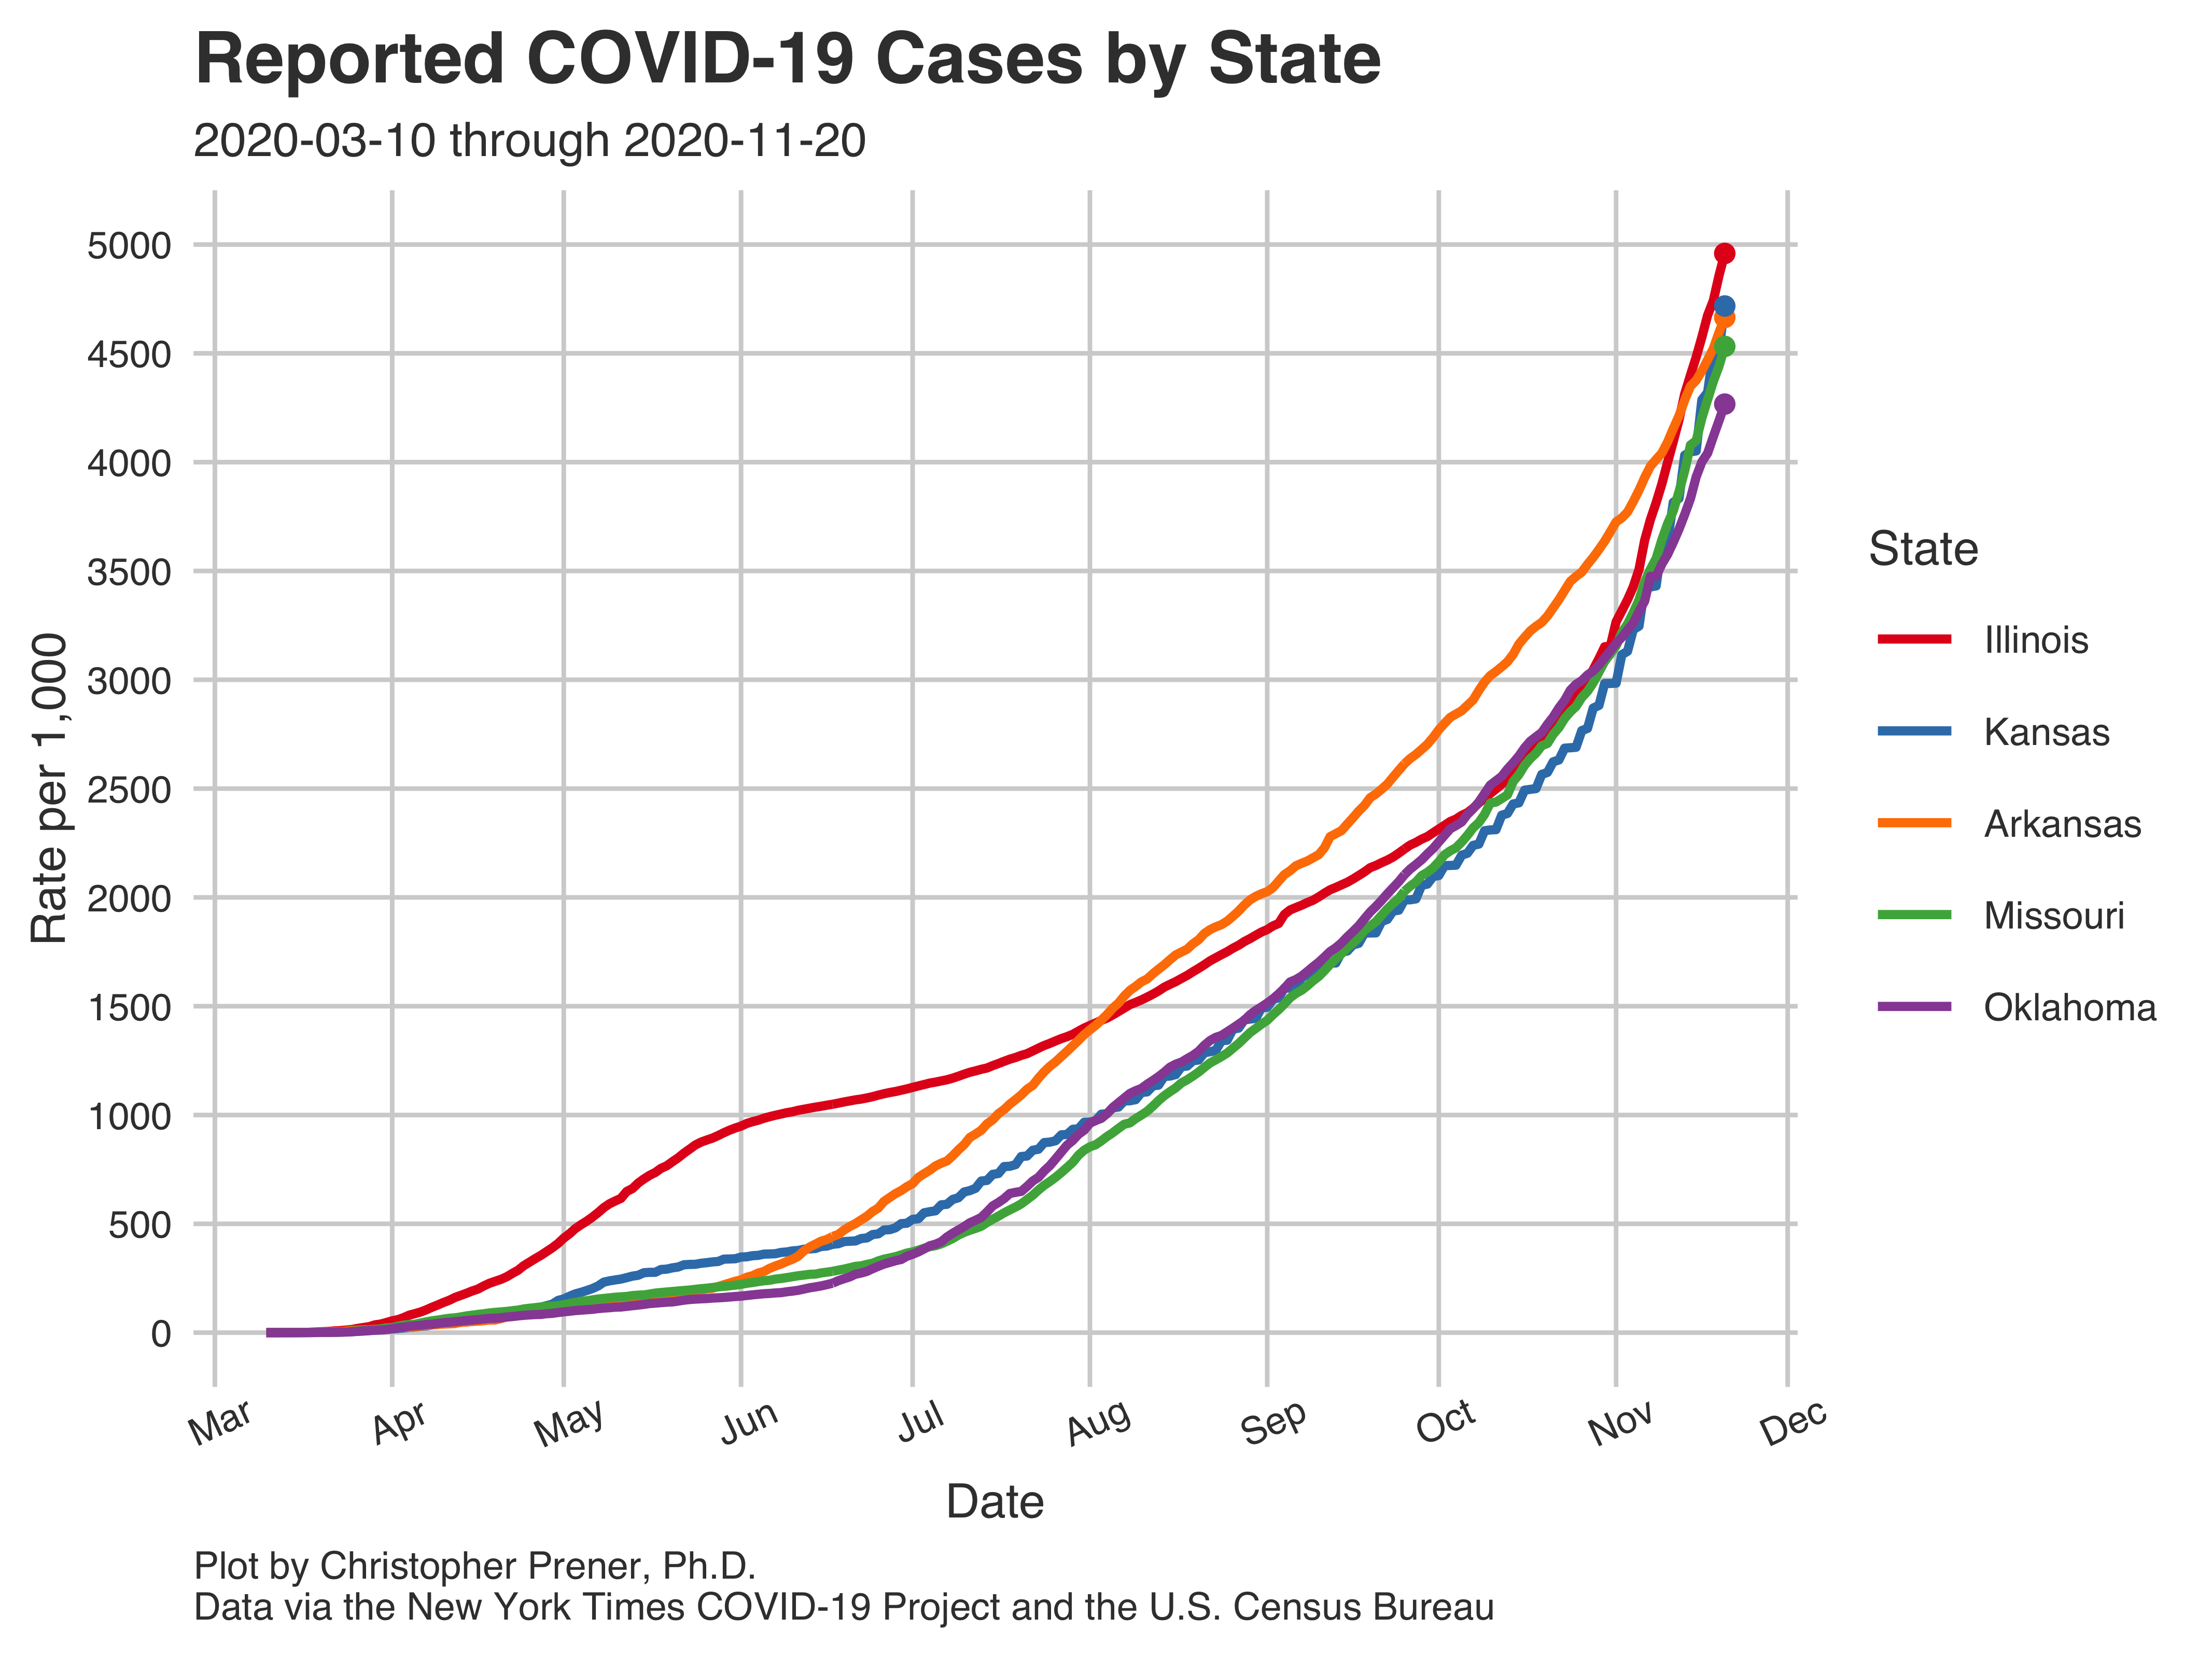 Reported COVID-19 Cases by State
2020-03-10 through 2020-11-20
5000
4500
4000
3500
3000
2500
2000
1500
1000
500
0
Rate per 1,000
Mar
Apr
May
Jun
Jul
Aug
Sep
Oct
Nov
Dec
Date
State
Illinois
Kansas
Arkansas
Missouri
Oklahoma
Plot by Christopher Prener, Ph.D.
Data via the New York Times COVID-19 Project and the U.S. Census Bureau